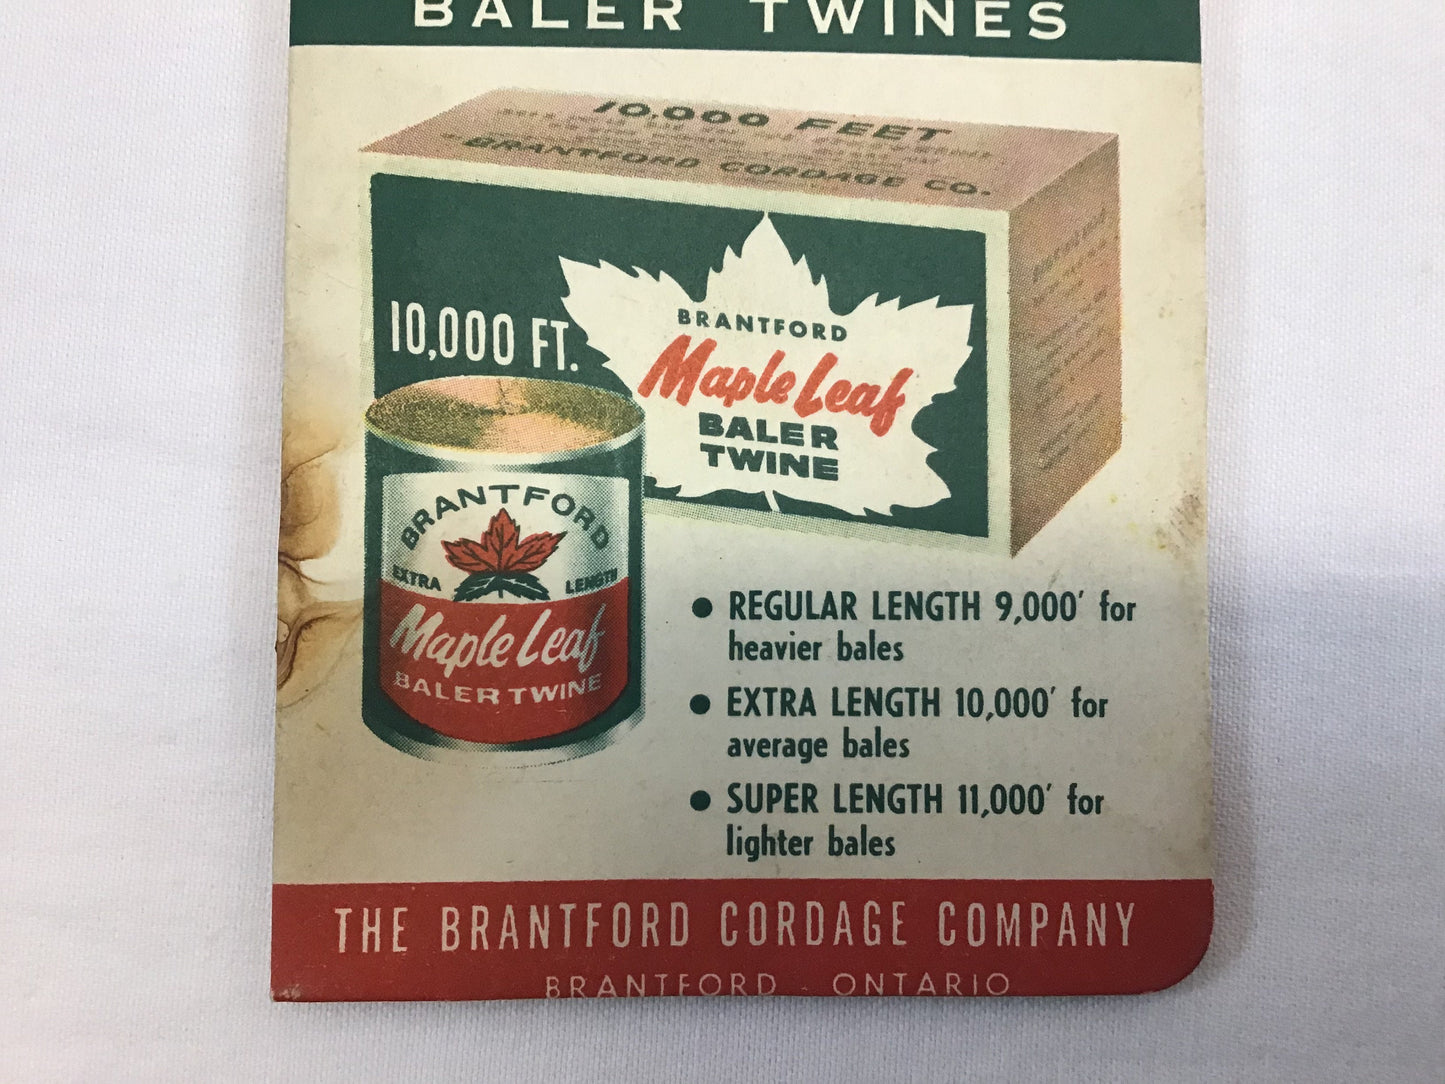 BALER TWINES
10,000 FEET
BRANTFORD CORDAGE CO.
10,000 FT.
BRANTFORD
Maple Leaf
BALER
TWINE
BRANTFORD
EXTRA LENGTH
Maple Leaf
BALER TWINE
● REGULAR LENGTH 9,000' for
heavier bales
● EXTRA LENGTH 10,000' for
average bales
● SUPER LENGTH 11,000' for
lighter bales
THE BRANTFORD CORDAGE COMPANY
BRANTFORD - ONTARIO